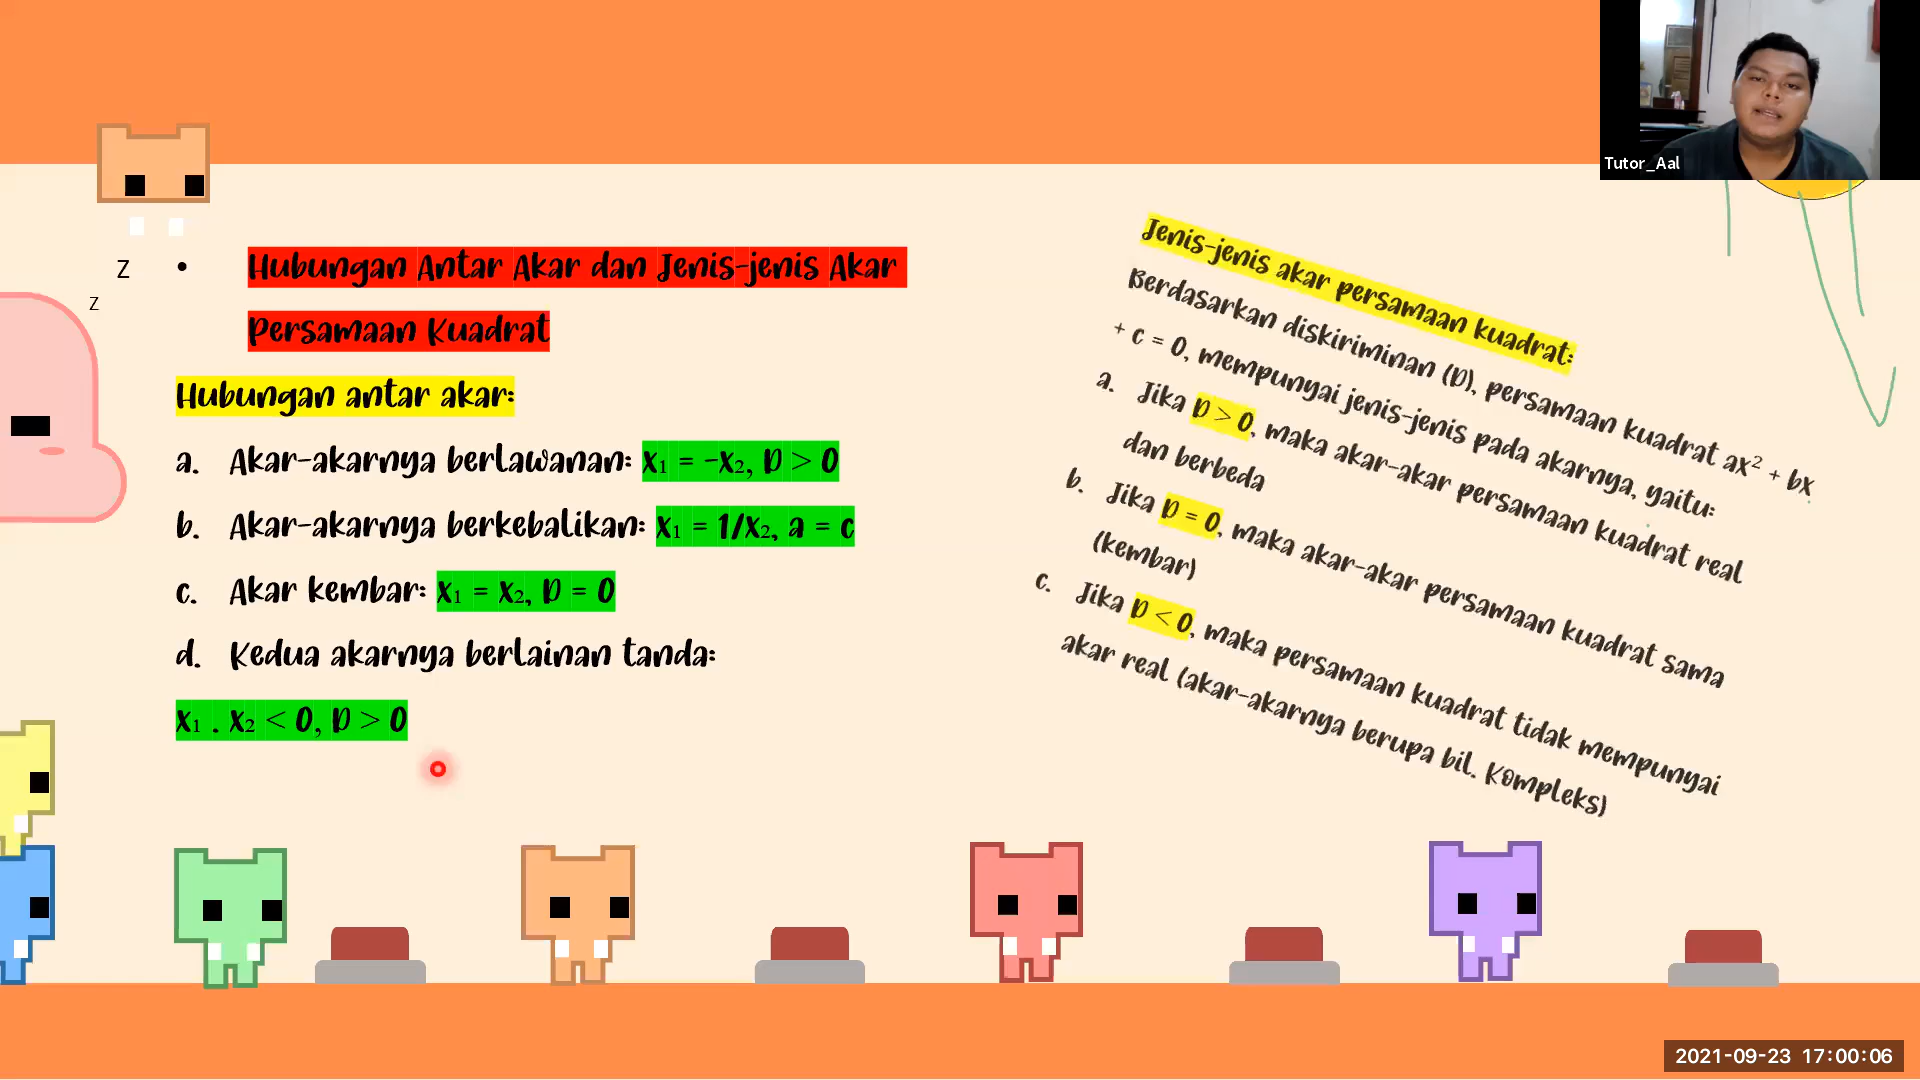 Tutor_Aal
z
z
• Hubungan Antar Akar dan Jenis-jenis Akar
Persamaan Kuadrat
Hubungan antar akar:
a. Akar-akarnya berlawanan: x₁ = -x₂, D > 0
b. Akar-akarnya berkebalikan: x₁ = 1/x₂, a = c
c. Akar kembar: x₁ = x₂, D = 0
d. Kedua akarnya berlainan tanda:
x₁ . x₂ < 0, D > 0
Jenis-jenis akar persamaan kuadrat:
Berdasarkan diskiriminan (D), persamaan kuadrat ax² + bx
+ c = 0, mempunyai jenis-jenis pada akarnya, yaitu:
a. Jika D > 0, maka akar-akar persamaan kuadrat real
dan berbeda
b. Jika D = 0, maka akar-akar persamaan kuadrat sama
(kembar)
c. Jika D < 0, maka persamaan kuadrat tidak mempunyai
akar real (akar-akarnya berupa bil. Kompleks)
2021-09-23 17:00:06